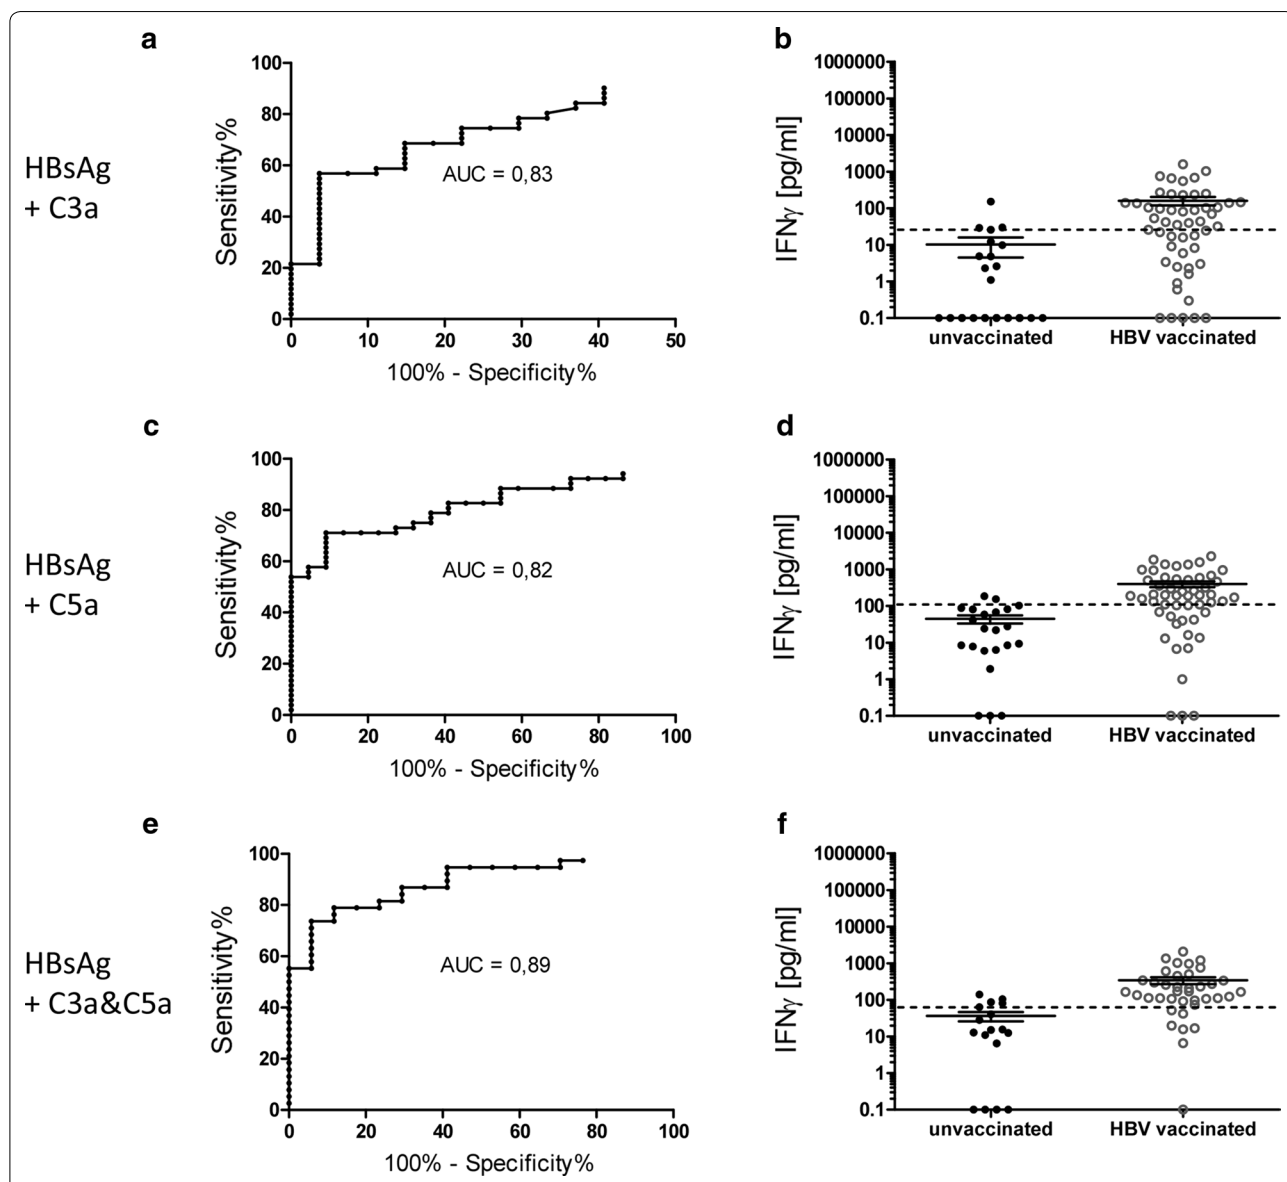 a
HBsAg
+ C3a
Sensitivity%
100
80
60
40
20
0
AUC = 0,83
0 10 20 30 40 50
100% - Specificity%
b
IFNγ [pg/ml]
1000000
100000
10000
1000
100
10
1
0.1
unvaccinated HBV vaccinated
c
HBsAg
+ C5a
Sensitivity%
100
80
60
40
20
0
AUC = 0,82
0 20 40 60 80 100
100% - Specificity%
d
IFNγ [pg/ml]
1000000
100000
10000
1000
100
10
1
0.1
unvaccinated HBV vaccinated
e
HBsAg
+ C3a&C5a
Sensitivity%
100
80
60
40
20
0
AUC = 0,89
0 20 40 60 80 100
100% - Specificity%
f
IFNγ [pg/ml]
1000000
100000
10000
1000
100
10
1
0.1
unvaccinated HBV vaccinated